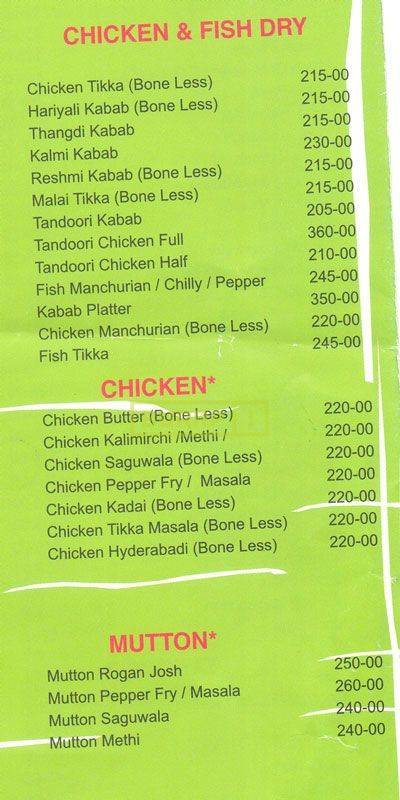 CHICKEN & FISH DRY
Chicken Tikka (Bone Less) 215-00
Hariyali Kabab (Bone Less) 215-00
Thangdi Kabab 215-00
Kalmi Kabab 230-00
Reshmi Kabab (Bone Less) 215-00
Malai Tikka (Bone Less) 215-00
Tandoori Kabab 205-00
Tandoori Chicken Full 360-00
Tandoori Chicken Half 210-00
Fish Manchurian / Chilly / Pepper 245-00
Kabab Platter 350-00
Chicken Manchurian (Bone Less) 220-00
Fish Tikka 245-00
CHICKEN*
Chicken Butter (Bone Less) 220-00
Chicken Kalimirchi /Methi / 220-00
Chicken Saguwala (Bone Less) 220-00
Chicken Pepper Fry / Masala 220-00
Chicken Kadai (Bone Less) 220-00
Chicken Tikka Masala (Bone Less) 220-00
Chicken Hyderabadi (Bone Less) 220-00
MUTTON*
Mutton Rogan Josh 250-00
Mutton Pepper Fry / Masala 260-00
Mutton Saguwala 240-00
Mutton Methi 240-00